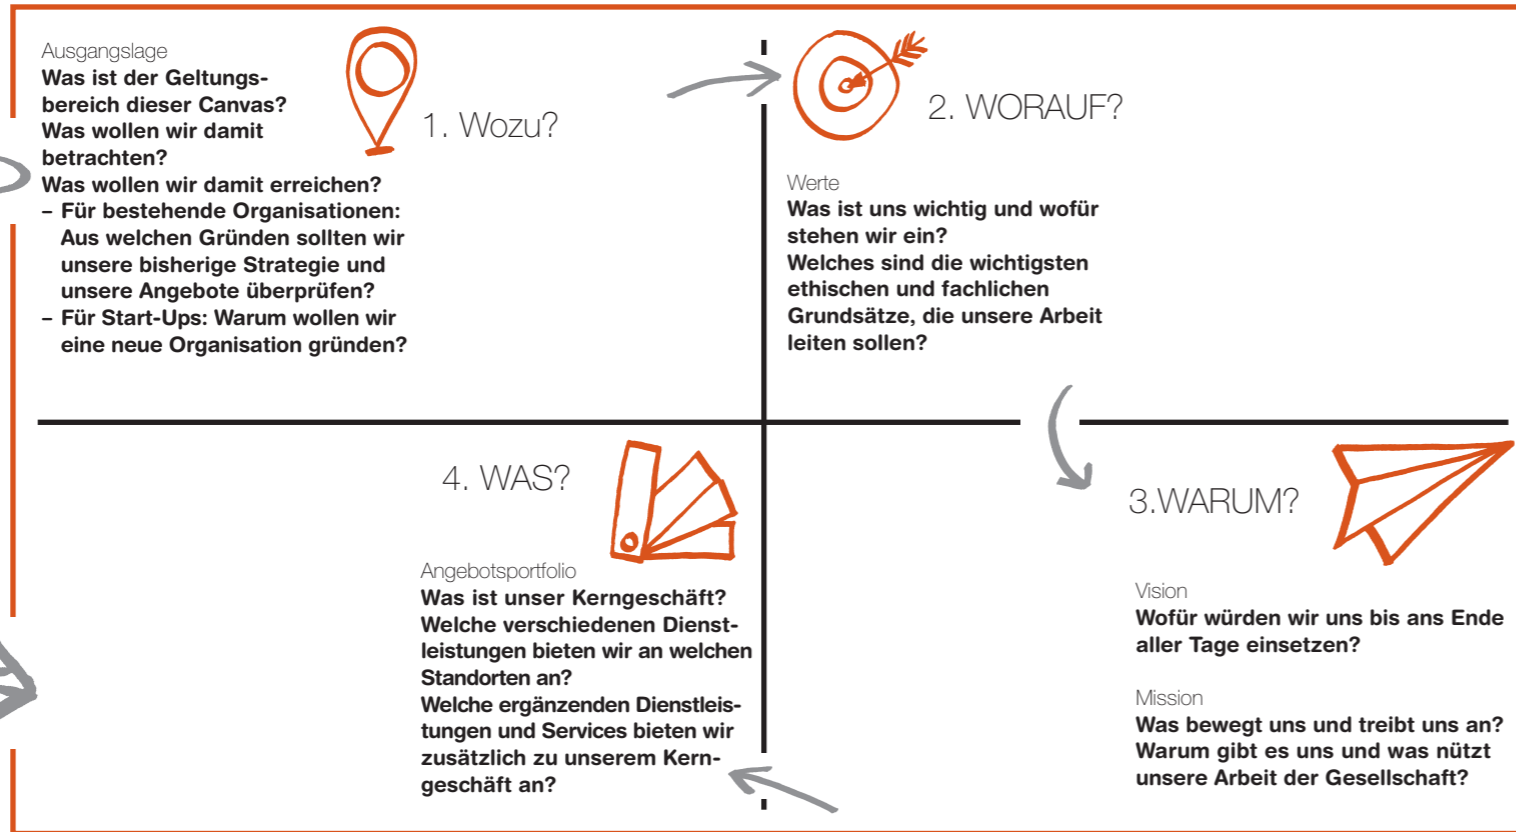 Ausgangslage
Was ist der Geltungs-
bereich dieser Canvas?
Was wollen wir damit
betrachten?
Was wollen wir damit erreichen?
– Für bestehende Organisationen:
Aus welchen Gründen sollten wir
unsere bisherige Strategie und
unsere Angebote überprüfen?
– Für Start-Ups: Warum wollen wir
eine neue Organisation gründen?
1. Wozu?
2. WORAUF?
Werte
Was ist uns wichtig und wofür
stehen wir ein?
Welches sind die wichtigsten
ethischen und fachlichen
Grundsätze, die unsere Arbeit
leiten sollen?
3.WARUM?
Vision
Wofür würden wir uns bis ans Ende
aller Tage einsetzen?
Mission
Was bewegt uns und treibt uns an?
Warum gibt es uns und was nützt
unsere Arbeit der Gesellschaft?
4. WAS?
Angebotsportfolio
Was ist unser Kerngeschäft?
Welche verschiedenen Dienst-
leistungen bieten wir an welchen
Standorten an?
Welche ergänzenden Dienstleis-
tungen und Services bieten wir
zusätzlich zu unserem Kern-
geschäft an?